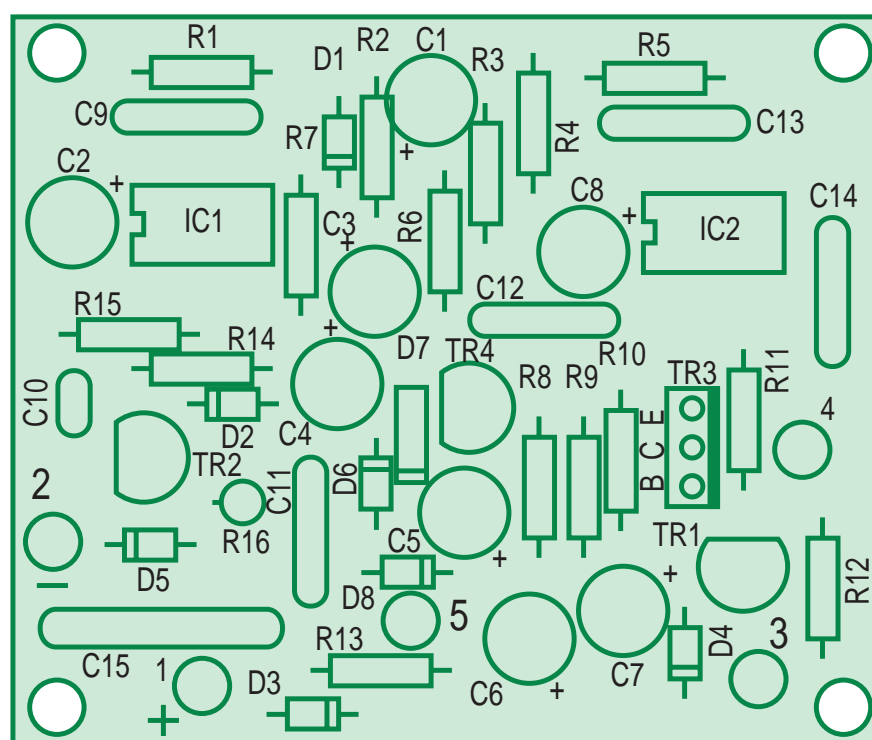 R1
R2
C1
R5
D1
R3
C9
R7
R4
C13
C2
+
+
IC1
C3
+
R6
C8
+
IC2
C14
C12
R15
R14
+
D7
TR4
R10
R8
R9
TR3
R11
C10
D2
C4
E
C
B
4
TR2
C11
D6
2
R16
C5
+
TR1
−
D5
D8
5
+
R12
R13
D4
3
C15
1
D3
C6
C7
+
+